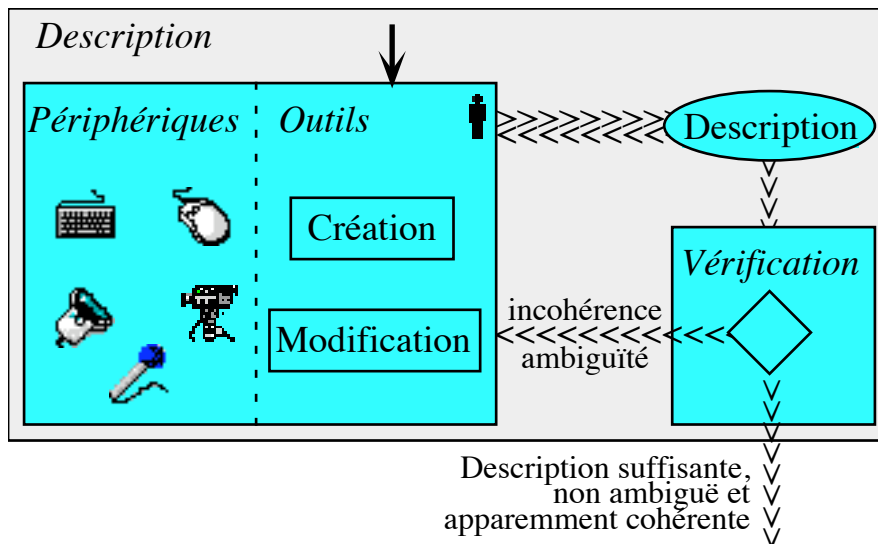 Description
Périphériques
Outils
Description
Création
Vérification
incohérence
Modification
ambiguïté
Description suffisante,
non ambiguë et
apparemment cohérente